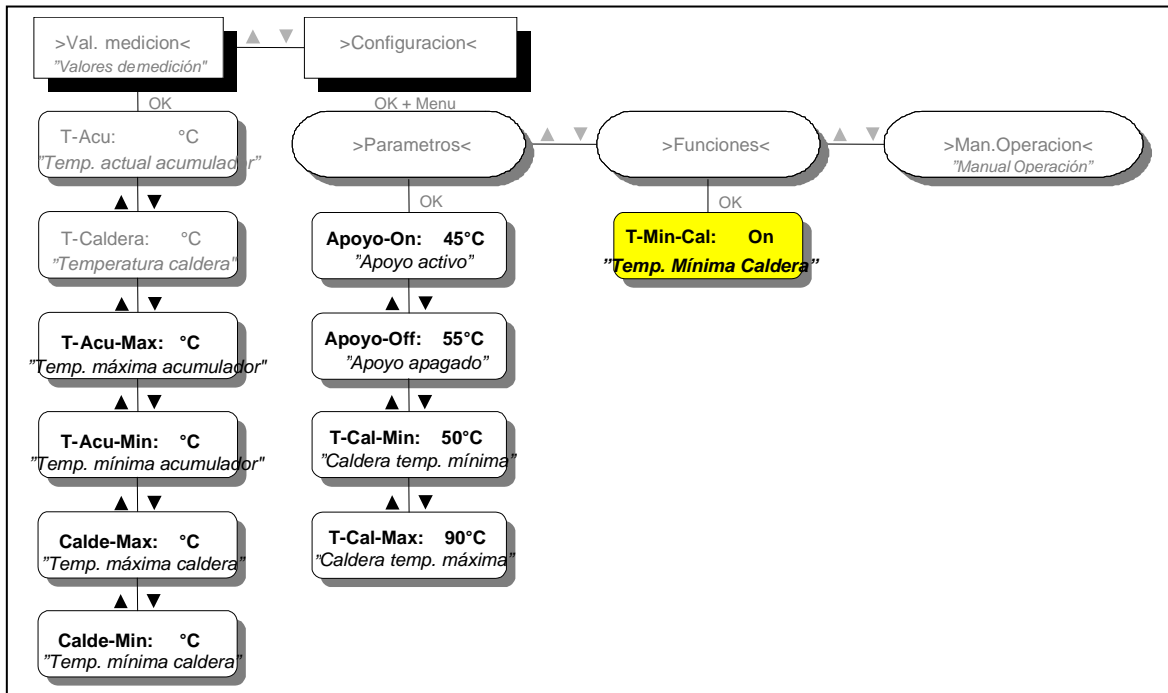 >Val. medicion<
"Valores demedición"
▲ ▼
>Configuracion<
OK
OK + Menu
T-Acu: °C
"Temp. actual acumulador”
▲ ▼
T-Caldera: °C
"Temperatura caldera"
▲ ▼
T-Acu-Max: °C
”Temp. máxima acumulador"
▲ ▼
T-Acu-Min: °C
"Temp. mínima acumulador"
▲ ▼
Calde-Max: °C
"Temp. máxima caldera”
▲ ▼
Calde-Min: °C
"Temp. mínima caldera”
>Parametros<
▲ ▼
>Funciones<
▲ ▼
>Man.Operacion<
"Manual Operación”
OK
Apoyo-On: 45°C
"Apoyo activo”
▲ ▼
Apoyo-Off: 55°C
"Apoyo apagado”
▲ ▼
T-Cal-Min: 50°C
"Caldera temp. mínima”
▲ ▼
T-Cal-Max: 90°C
"Caldera temp. máxima”
OK
T-Min-Cal: On
”Temp. Mínima Caldera”